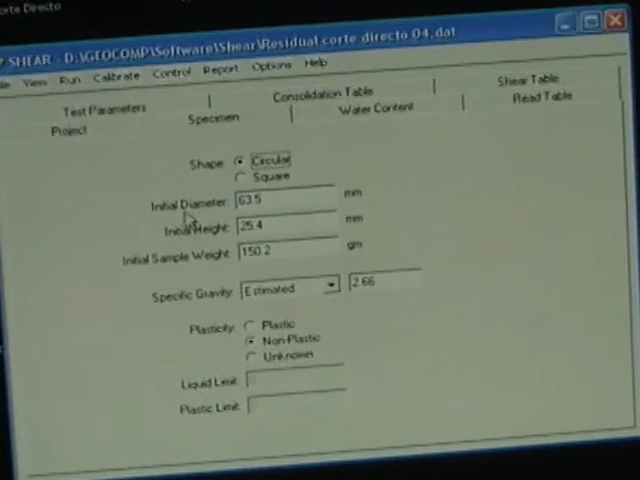 orte Directo
SHEAR - D:\GEOCOMP\Software\Shear\Residual corte directo 04.dat
View Run Calibrate Control Report Options Help
Test Parameters Consolidation Table Shear Table
Project Specimen Water Content Read Table
Shape: Circular
Square
Initial Diameter: 63.5 mm
Initial Height: 25.4 mm
Initial Sample Weight: 150.2 gm
Specific Gravity: Estimated 2.66
Plasticity: Plastic
Non-Plastic
Unknown
Liquid Limit:
Plastic Limit: